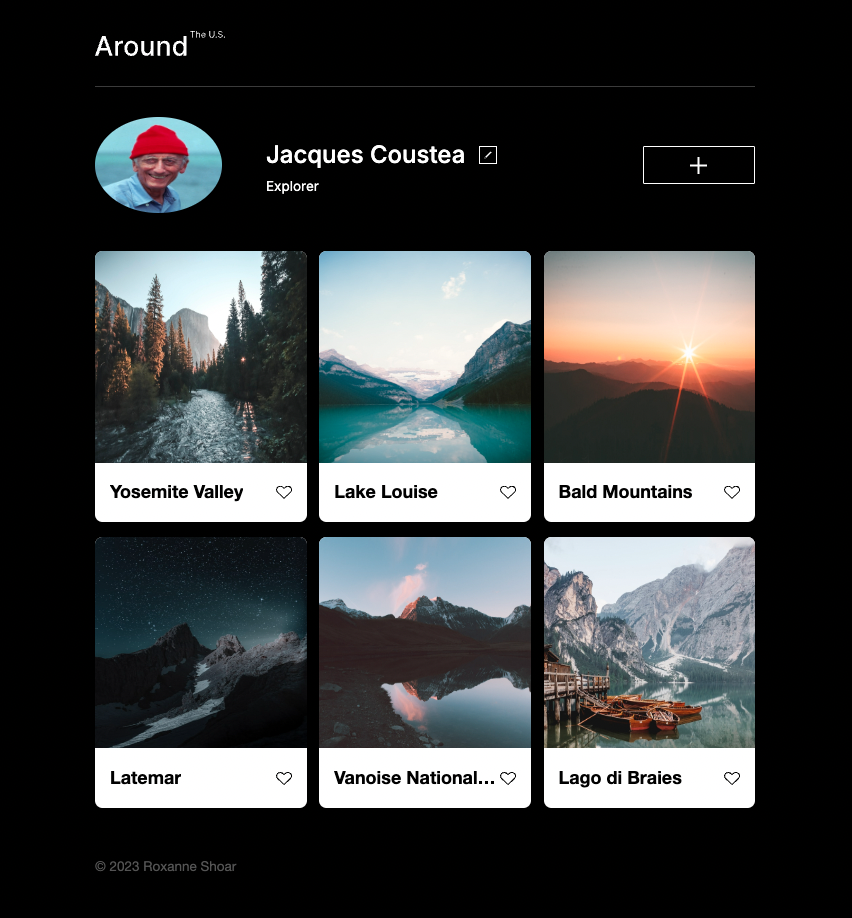 Around The U.S.
Jacques Coustea
Explorer
Yosemite Valley
Lake Louise
Bald Mountains
Latemar
Vanoise National...
Lago di Braies
© 2023 Roxanne Shoar